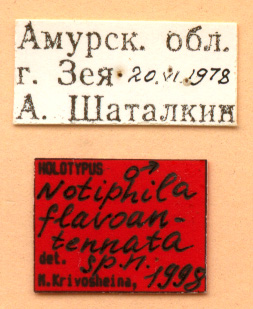 Амурск. обл.
г. Зея 20.VI.1978
А. Шаталкин
HOLOTYPUS ♂
Notiphila
flavoan-
tennata
det. sp.n.
N.Krivosheina, 1998